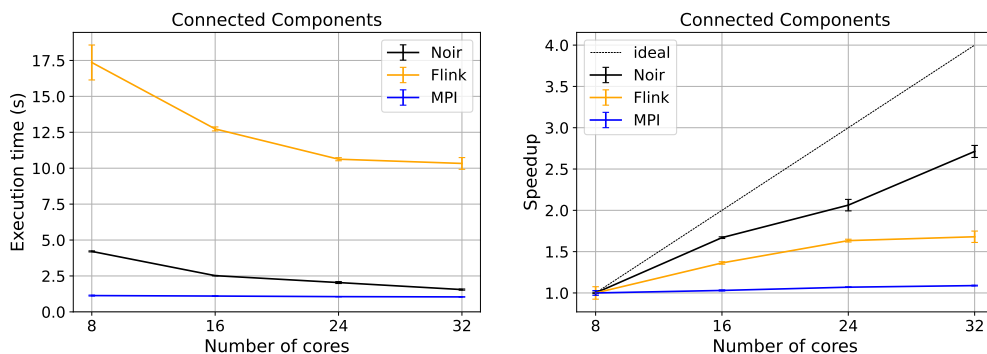 Connected Components
Execution time (s)
17.5
15.0
12.5
10.0
7.5
5.0
2.5
0.0
Noir
Flink
MPI
8 16 24 32
Number of cores
Connected Components
Speedup
4.0
3.5
3.0
2.5
2.0
1.5
1.0
ideal
Noir
Flink
MPI
8 16 24 32
Number of cores